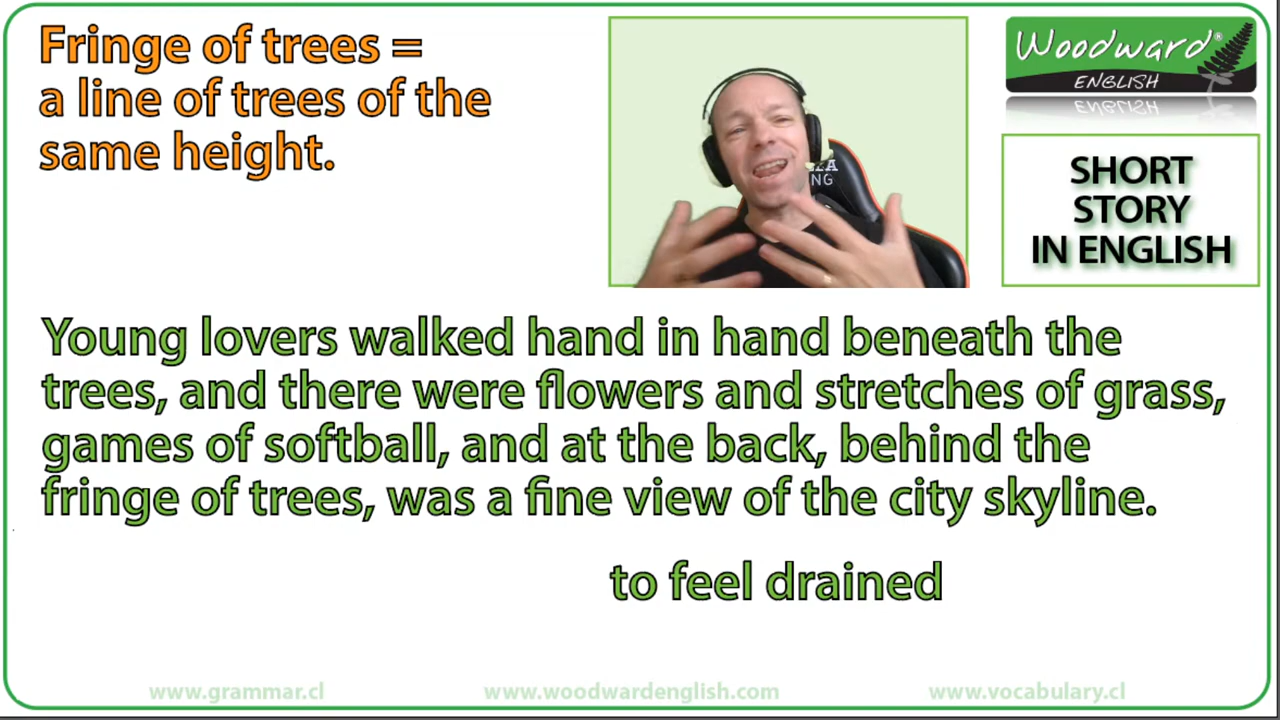 Fringe of trees =
a line of trees of the
same height.
Woodward®
ENGLISH
SHORT
STORY
IN ENGLISH
Young lovers walked hand in hand beneath the
trees, and there were flowers and stretches of grass,
games of softball, and at the back, behind the
fringe of trees, was a fine view of the city skyline.
to feel drained
www.grammar.cl
www.woodwardenglish.com
www.vocabulary.cl